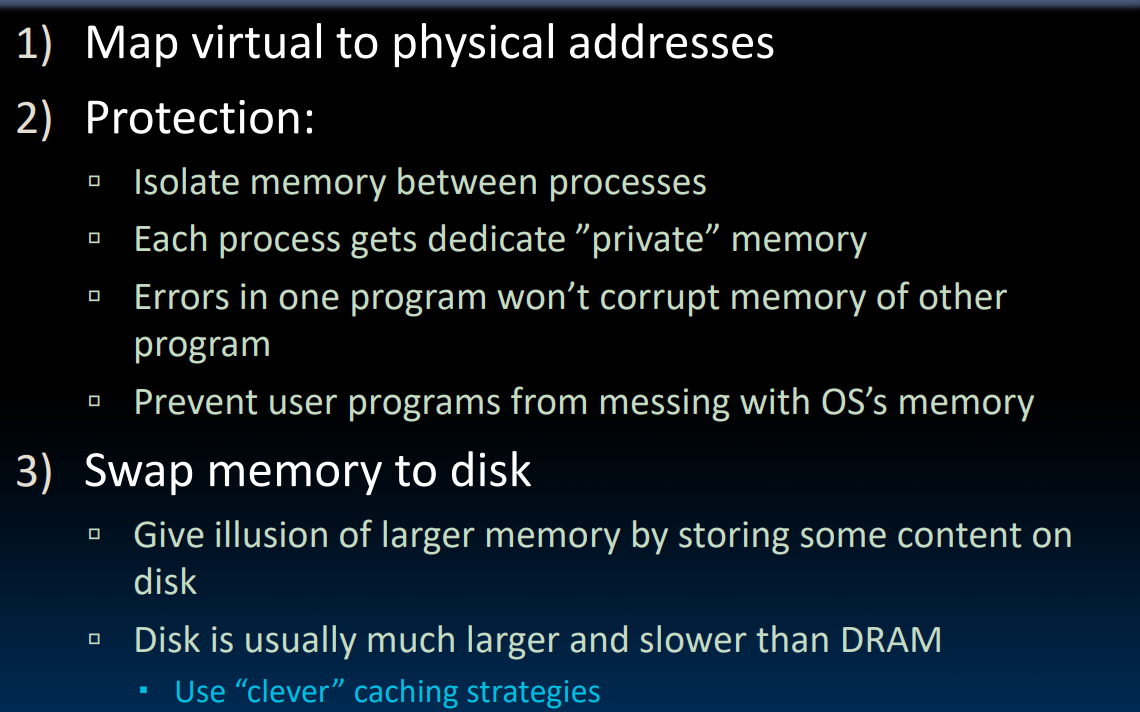 1) Map virtual to physical addresses
2) Protection:
▫ Isolate memory between processes
▫ Each process gets dedicate ”private” memory
▫ Errors in one program won’t corrupt memory of other
program
▫ Prevent user programs from messing with OS’s memory
3) Swap memory to disk
▫ Give illusion of larger memory by storing some content on
disk
▫ Disk is usually much larger and slower than DRAM
▪ Use “clever” caching strategies